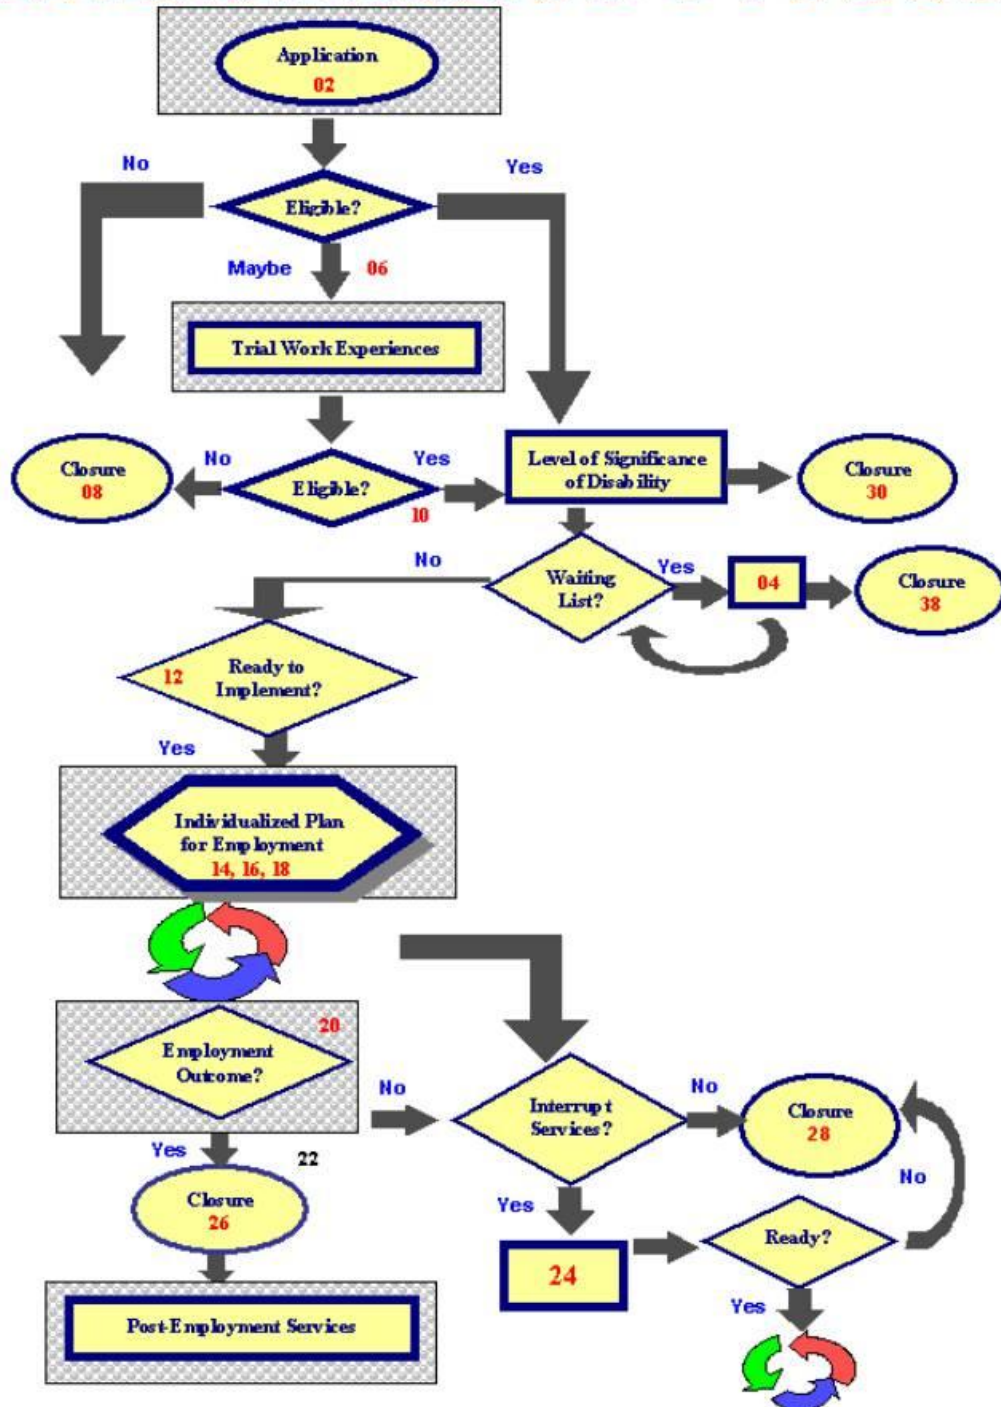 Application
02
No
Yes
Eligible?
Maybe
06
Trial Work Experiences
No
Yes
Closure
08
Eligible?
10
Level of Significance
of Disability
Closure
30
No
Waiting
List?
Yes
04
Closure
38
12
Ready to
Implement?
Yes
Individualized Plan
for Employment
14, 16, 18
20
Employment
Outcome?
No
Interrupt
Services?
No
Closure
28
Yes
22
No
Closure
26
Yes
24
Ready?
Yes
Post-Employment Services